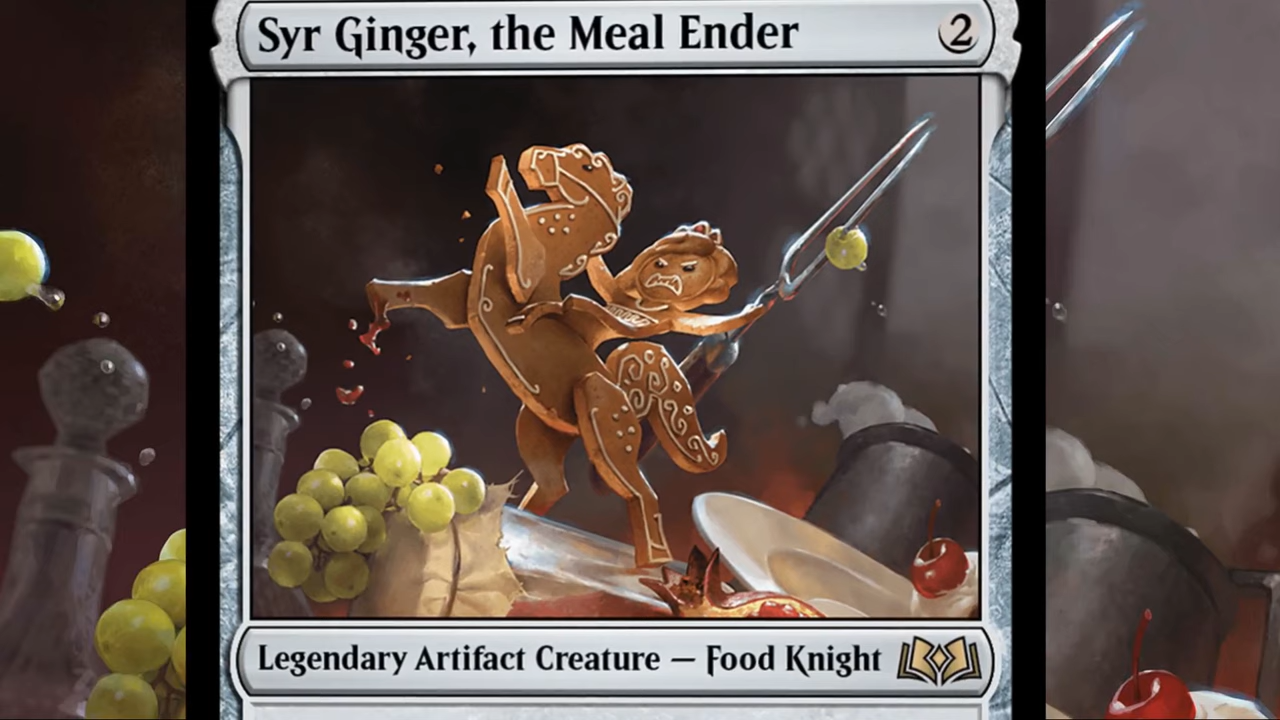 Syr Ginger, the Meal Ender 2
Legendary Artifact Creature — Food Knight